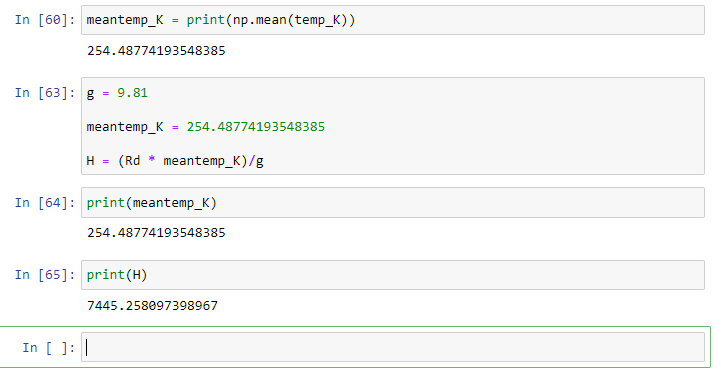 In [60]: meantemp_K = print(np.mean(temp_K))
254.48774193548385
In [63]: g = 9.81
meantemp_K = 254.48774193548385
H = (Rd * meantemp_K)/g
In [64]: print(meantemp_K)
254.48774193548385
In [65]: print(H)
7445.258097398967
In [ ]: